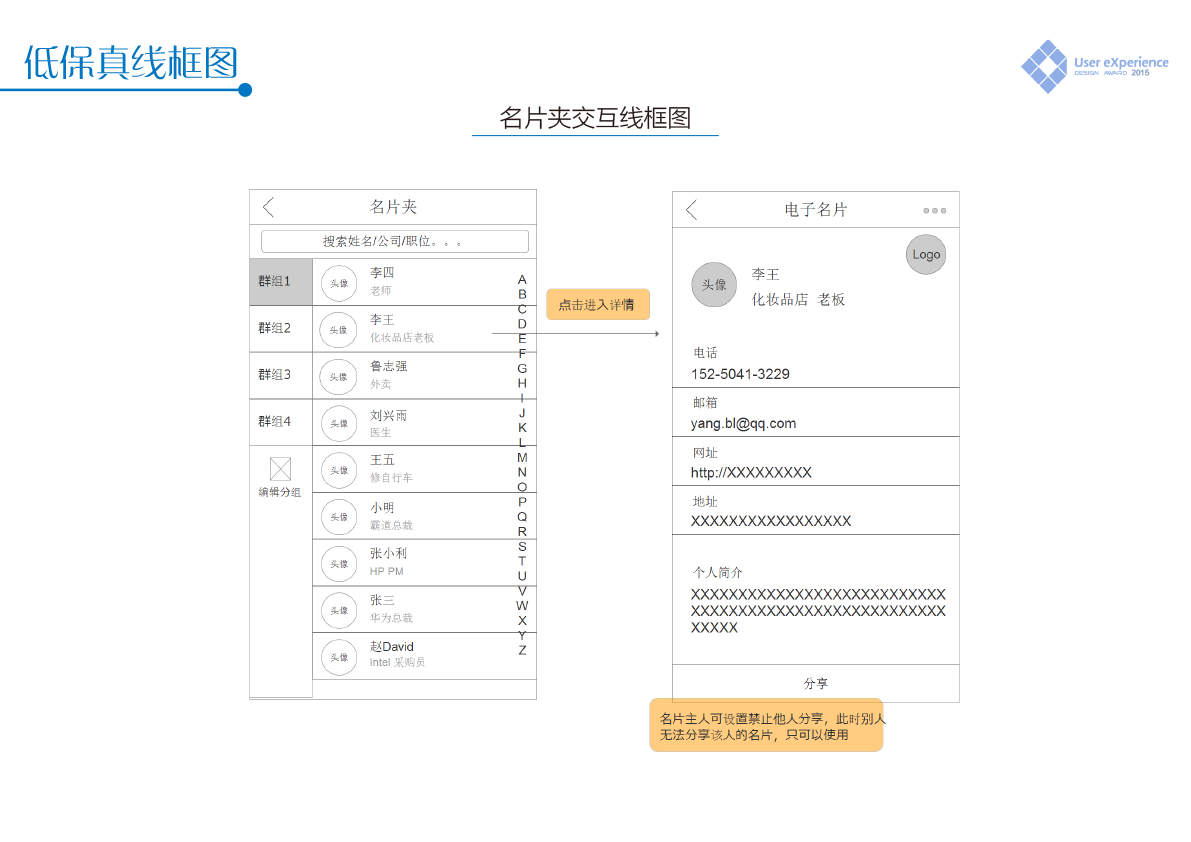 低保真线框图
User eXperience
DESIGN AWARD 2015
名片夹交互线框图
名片夹
搜索姓名/公司/职位。。。
群组1
群组2
群组3
群组4
编辑分组
头像
李四
老师
头像
李王
化妆品店老板
头像
鲁志强
外卖
头像
刘兴雨
医生
头像
王五
修自行车
头像
小明
霸道总裁
头像
张小利
HP PM
头像
张三
华为总裁
头像
赵David
Intel 采购员
A
B
C
D
E
F
G
H
I
J
K
L
M
N
O
P
Q
R
S
T
U
V
W
X
Y
Z
点击进入详情
电子名片
Logo
头像
李王
化妆品店 老板
电话
152-5041-3229
邮箱
yang.bl@qq.com
网址
http://XXXXXXXXX
地址
XXXXXXXXXXXXXXXXX
个人简介
XXXXXXXXXXXXXXXXXXXXXXXXXXX
XXXXXXXXXXXXXXXXXXXXXXXXXXX
XXXXX
分享
名片主人可设置禁止他人分享，此时别人
无法分享该人的名片，只可以使用